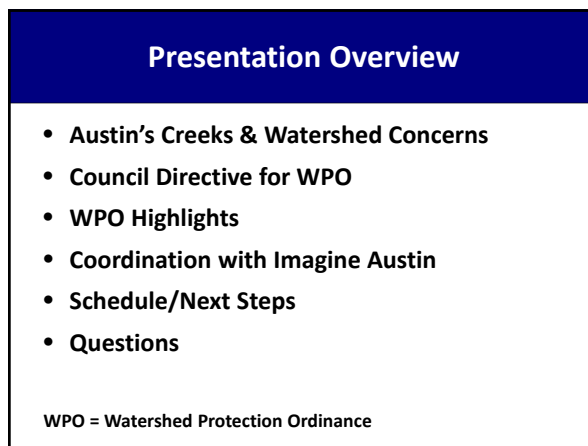 Presentation Overview
• Austin's Creeks & Watershed Concerns
• Council Directive for WPO
• WPO Highlights
• Coordination with Imagine Austin
• Schedule/Next Steps
• Questions
WPO = Watershed Protection Ordinance